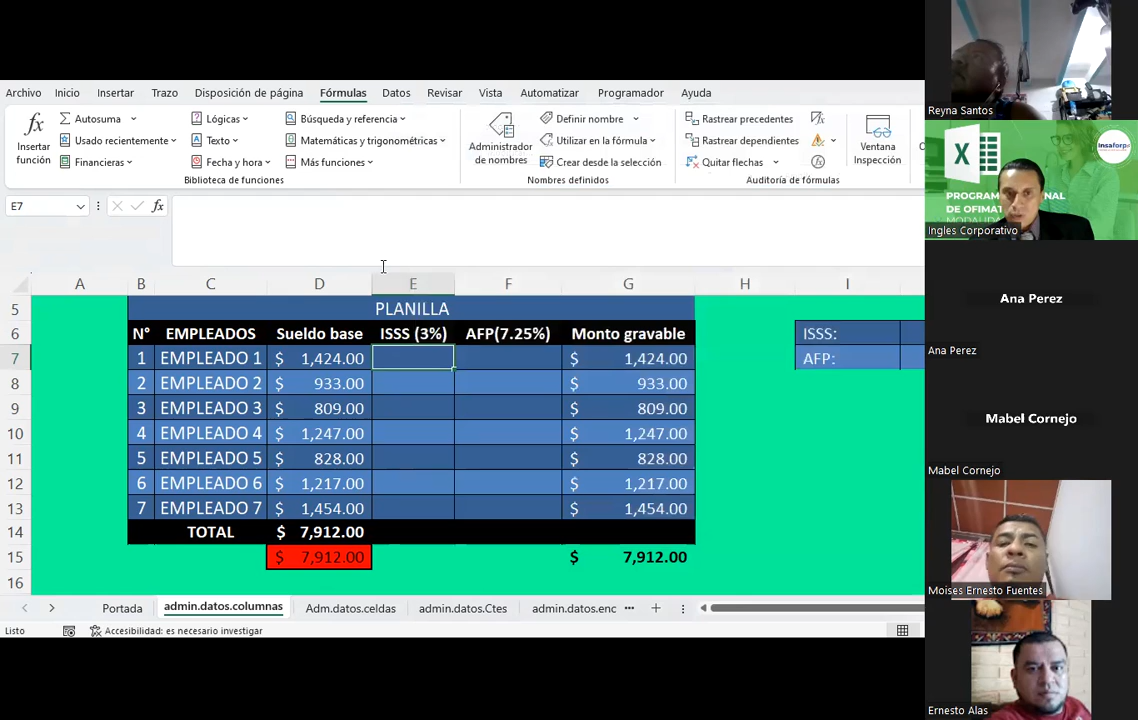 Archivo Inicio Insertar Trazo Disposición de página Fórmulas Datos Revisar Vista Automatizar Programador Ayuda
fx Insertar función
Autosuma
Usado recientemente
Financieras
Lógicas
Texto
Fecha y hora
Búsqueda y referencia
Matemáticas y trigonométricas
Más funciones
Biblioteca de funciones
Administrador de nombres
Definir nombre
Utilizar en la fórmula
Crear desde la selección
Nombres definidos
Rastrear precedentes
Rastrear dependientes
Quitar flechas
Auditoría de fórmulas
Ventana Inspección
E7 fx
A B C D E F G H I
5 PLANILLA
6 N° EMPLEADOS Sueldo base ISSS (3%) AFP(7.25%) Monto gravable ISSS:
7 1 EMPLEADO 1 $ 1,424.00 $ 1,424.00 AFP:
8 2 EMPLEADO 2 $ 933.00 $ 933.00
9 3 EMPLEADO 3 $ 809.00 $ 809.00
10 4 EMPLEADO 4 $ 1,247.00 $ 1,247.00
11 5 EMPLEADO 5 $ 828.00 $ 828.00
12 6 EMPLEADO 6 $ 1,217.00 $ 1,217.00
13 7 EMPLEADO 7 $ 1,454.00 $ 1,454.00
14 TOTAL $ 7,912.00
15 $ 7,912.00 $ 7,912.00
16
Portada admin.datos.columnas Adm.datos.celdas admin.datos.Ctes admin.datos.enc
Listo Accesibilidad: es necesario investigar
Reyna Santos
insaforp
Ingles Corporativo
Ana Perez
Ana Perez
Mabel Cornejo
Mabel Cornejo
Moises Ernesto Fuentes
Ernesto Alas